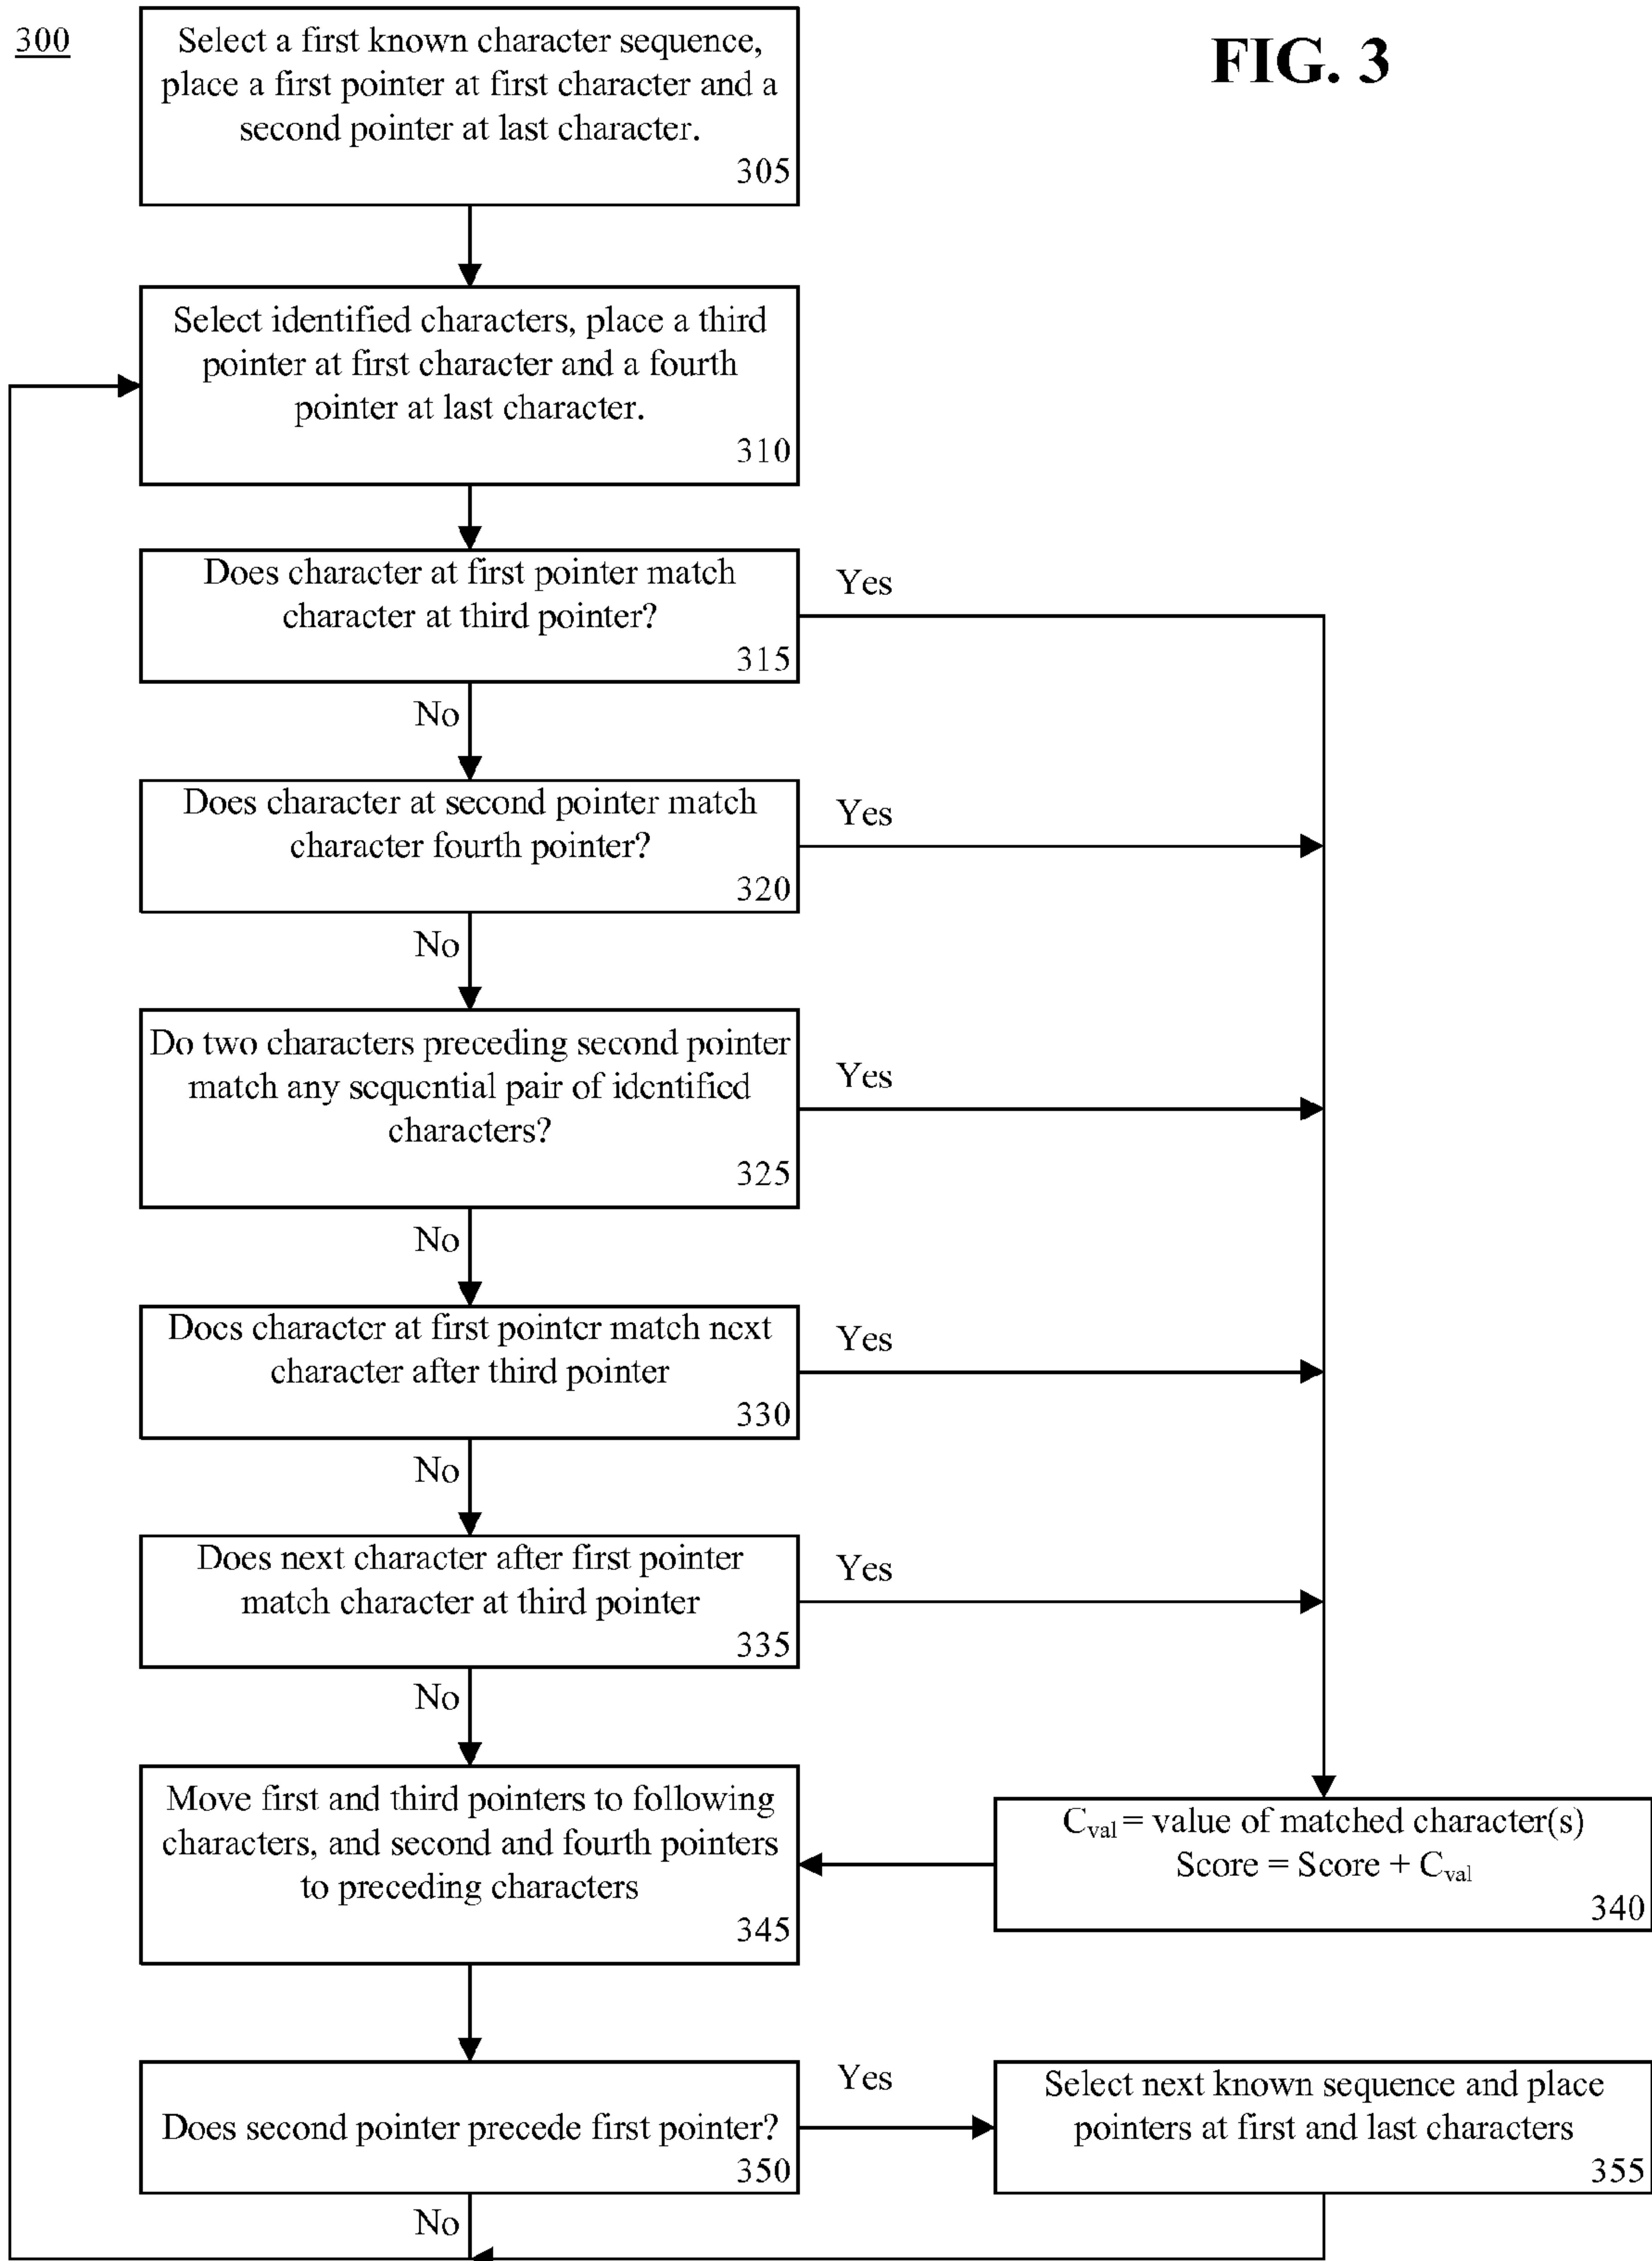 300
FIG. 3
Select a first known character sequence,
place a first pointer at first character and a
second pointer at last character.
305
Select identified characters, place a third
pointer at first character and a fourth
pointer at last character.
310
Does character at first pointer match
character at third pointer?
315
Yes
No
Does character at second pointer match
character fourth pointer?
320
Yes
No
Do two characters preceding second pointer
match any sequential pair of identified
characters?
325
Yes
No
Does character at first pointer match next
character after third pointer
330
Yes
No
Does next character after first pointer
match character at third pointer
335
Yes
No
Move first and third pointers to following
characters, and second and fourth pointers
to preceding characters
345
Cval = value of matched character(s)
Score = Score + Cval
340
Does second pointer precede first pointer?
350
Yes
No
Select next known sequence and place
pointers at first and last characters
355